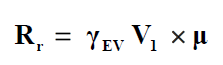 R_r = γ_EV V_1 × μ